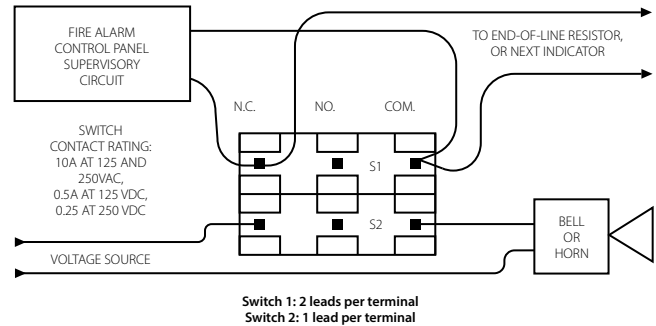 FIRE ALARM
CONTROL PANEL
SUPERVISORY
CIRCUIT
TO END-OF-LINE RESISTOR,
OR NEXT INDICATOR
N.C.
NO.
COM.
SWITCH
CONTACT RATING:
10A AT 125 AND
250VAC,
0.5A AT 125 VDC,
0.25 AT 250 VDC
S1
S2
BELL
OR
HORN
VOLTAGE SOURCE
Switch 1: 2 leads per terminal
Switch 2: 1 lead per terminal